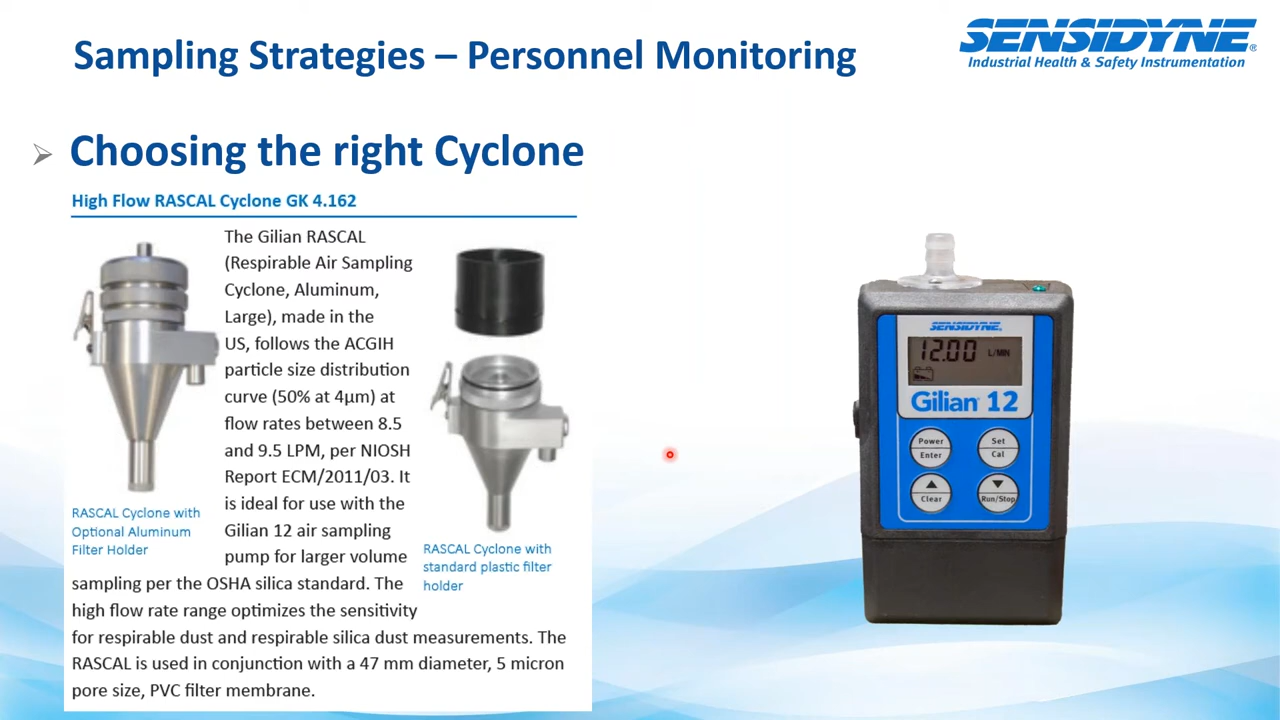 Sampling Strategies – Personnel Monitoring
SENSIDYNE®
Industrial Health & Safety Instrumentation
Choosing the right Cyclone
High Flow RASCAL Cyclone GK 4.162
The Gilian RASCAL
(Respirable Air Sampling
Cyclone, Aluminum,
Large), made in the
US, follows the ACGIH
particle size distribution
curve (50% at 4µm) at
flow rates between 8.5
and 9.5 LPM, per NIOSH
Report ECM/2011/03. It
is ideal for use with the
Gilian 12 air sampling
pump for larger volume
sampling per the OSHA silica standard. The
high flow rate range optimizes the sensitivity
for respirable dust and respirable silica dust measurements. The
RASCAL is used in conjunction with a 47 mm diameter, 5 micron
pore size, PVC filter membrane.
RASCAL Cyclone with
Optional Aluminum
Filter Holder
RASCAL Cyclone with
standard plastic filter
holder
SENSIDYNE
12.00 L/MIN
Gilian 12
Power
Enter
Set
Cal
Clear
Run/Stop